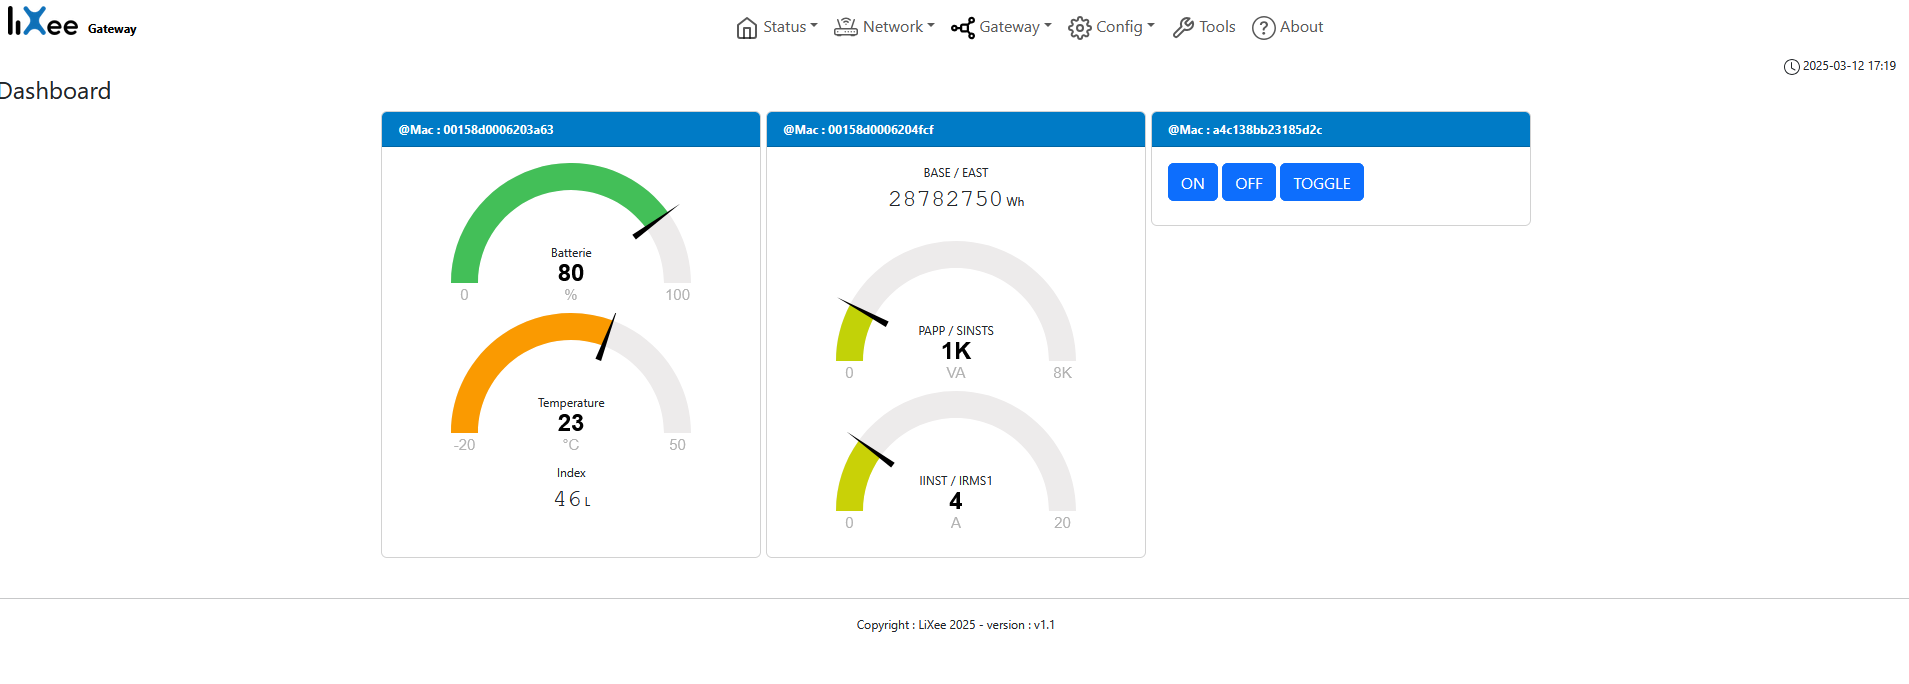 liXee Gateway
Status Network Gateway Config Tools About
2025-03-12 17:19
Dashboard
@Mac : 00158d0006203a63
Batterie
80
0 % 100
Temperature
23
-20 °C 50
Index
46 L
@Mac : 00158d0006204fcf
BASE / EAST
28782750 Wh
PAPP / SINSTS
1K
0 VA 8K
IINST / IRMS1
4
0 A 20
@Mac : a4c138bb23185d2c
ON OFF TOGGLE
Copyright : LiXee 2025 - version : v1.1